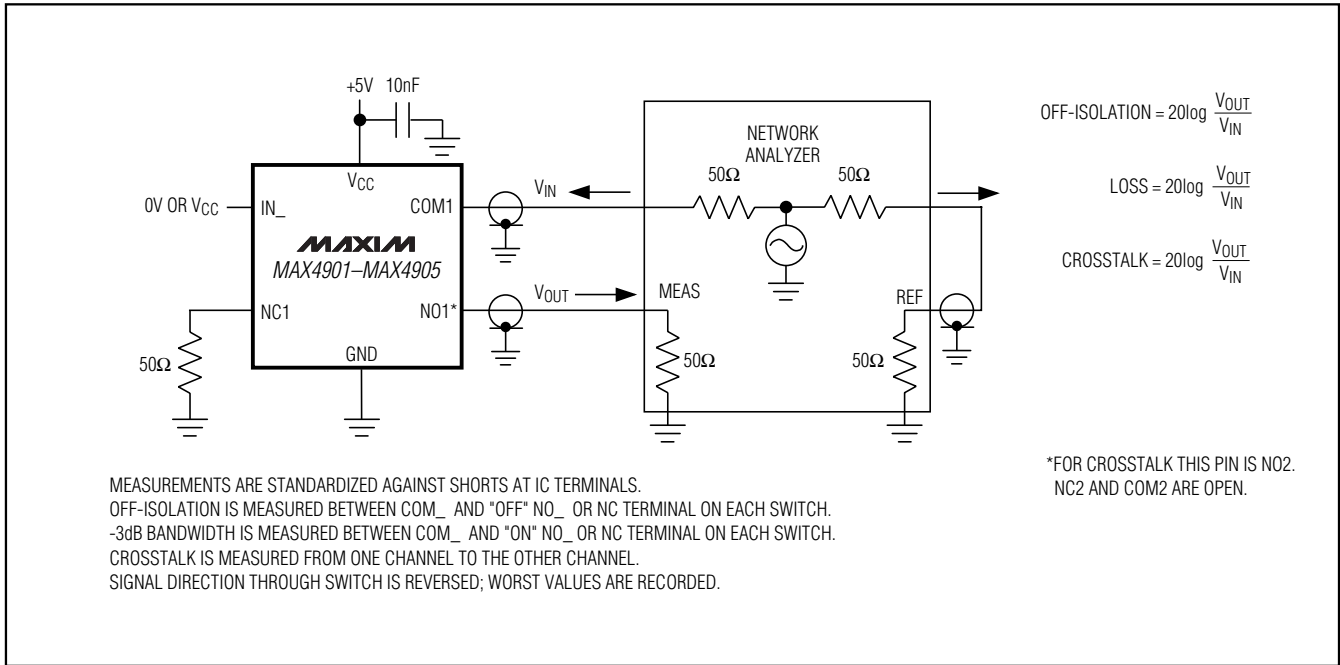 +5V 10nF
VCC
0V OR VCC
IN_
COM1
MAXIM
MAX4901–MAX4905
NC1
NO1*
GND
50Ω
VIN
VOUT
NETWORK
ANALYZER
50Ω 50Ω
MEAS
REF
50Ω 50Ω
OFF-ISOLATION = 20log VOUT
VIN
LOSS = 20log VOUT
VIN
CROSSTALK = 20log VOUT
VIN
*FOR CROSSTALK THIS PIN IS NO2.
NC2 AND COM2 ARE OPEN.
MEASUREMENTS ARE STANDARDIZED AGAINST SHORTS AT IC TERMINALS.
OFF-ISOLATION IS MEASURED BETWEEN COM_ AND "OFF" NO_ OR NC TERMINAL ON EACH SWITCH.
-3dB BANDWIDTH IS MEASURED BETWEEN COM_ AND "ON" NO_ OR NC TERMINAL ON EACH SWITCH.
CROSSTALK IS MEASURED FROM ONE CHANNEL TO THE OTHER CHANNEL.
SIGNAL DIRECTION THROUGH SWITCH IS REVERSED; WORST VALUES ARE RECORDED.